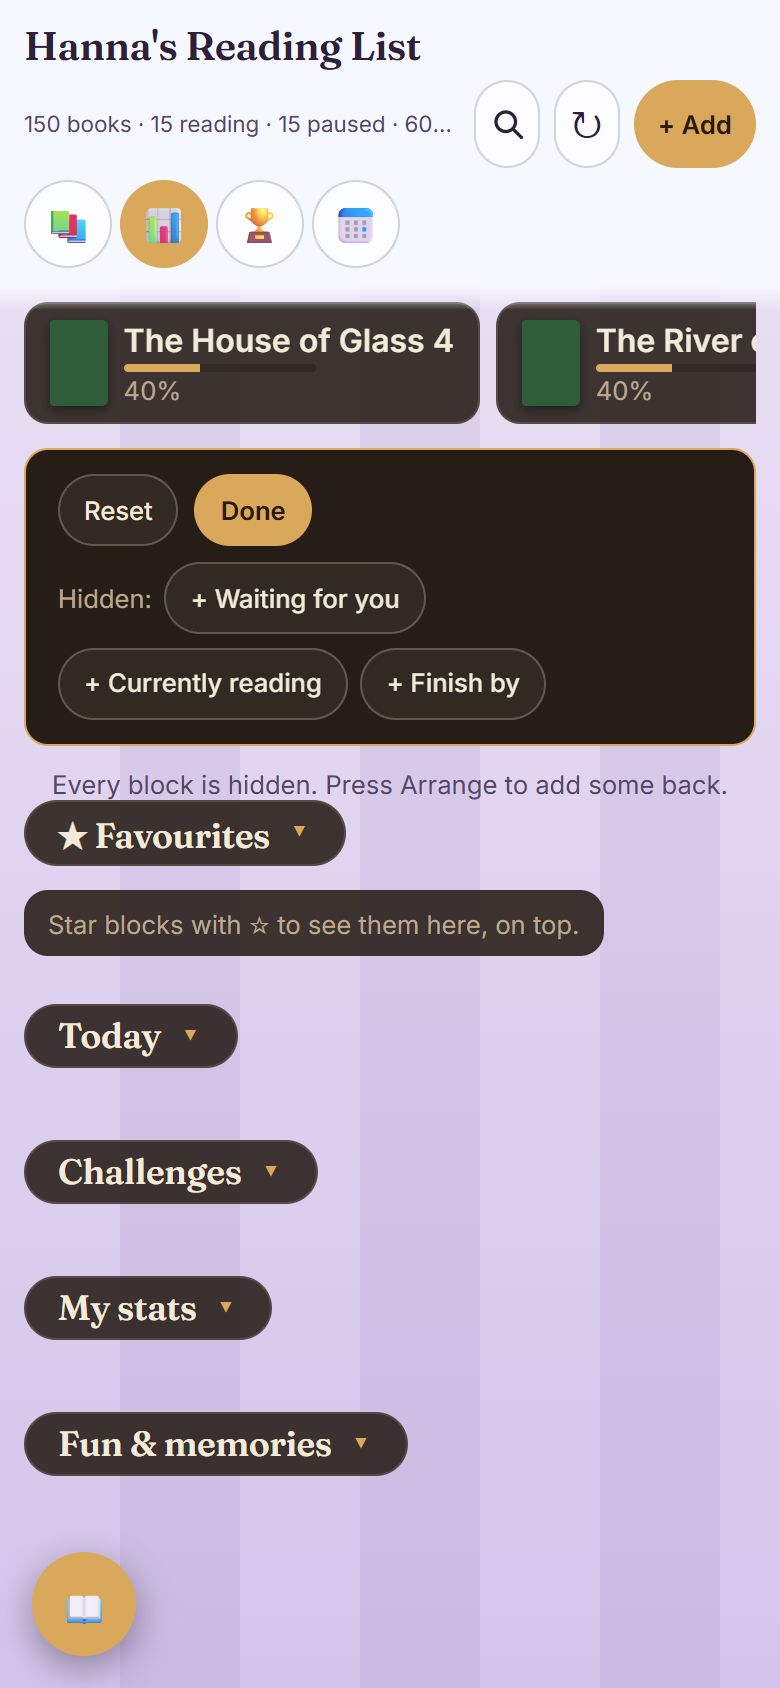 Hanna's Reading List
150 books · 15 reading · 15 paused · 60...
+ Add
The House of Glass 4
40%
The River
40%
Reset
Done
Hidden:
+ Waiting for you
+ Currently reading
+ Finish by
Every block is hidden. Press Arrange to add some back.
★ Favourites ▼
Star blocks with ☆ to see them here, on top.
Today ▼
Challenges ▼
My stats ▼
Fun & memories ▼